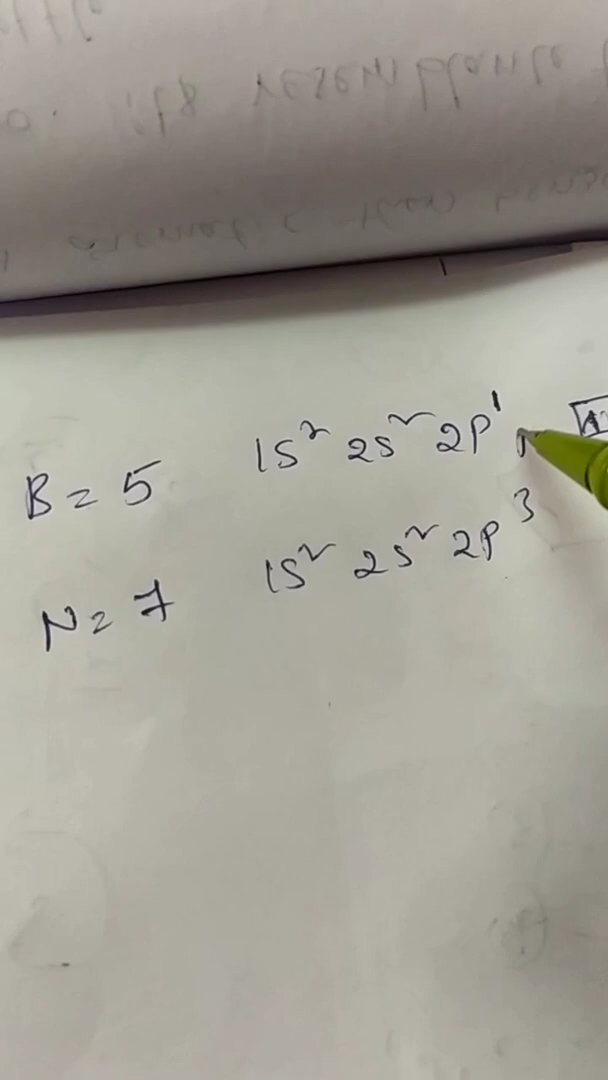 B = 5 1s² 2s² 2p¹
N = 7 1s² 2s² 2p³